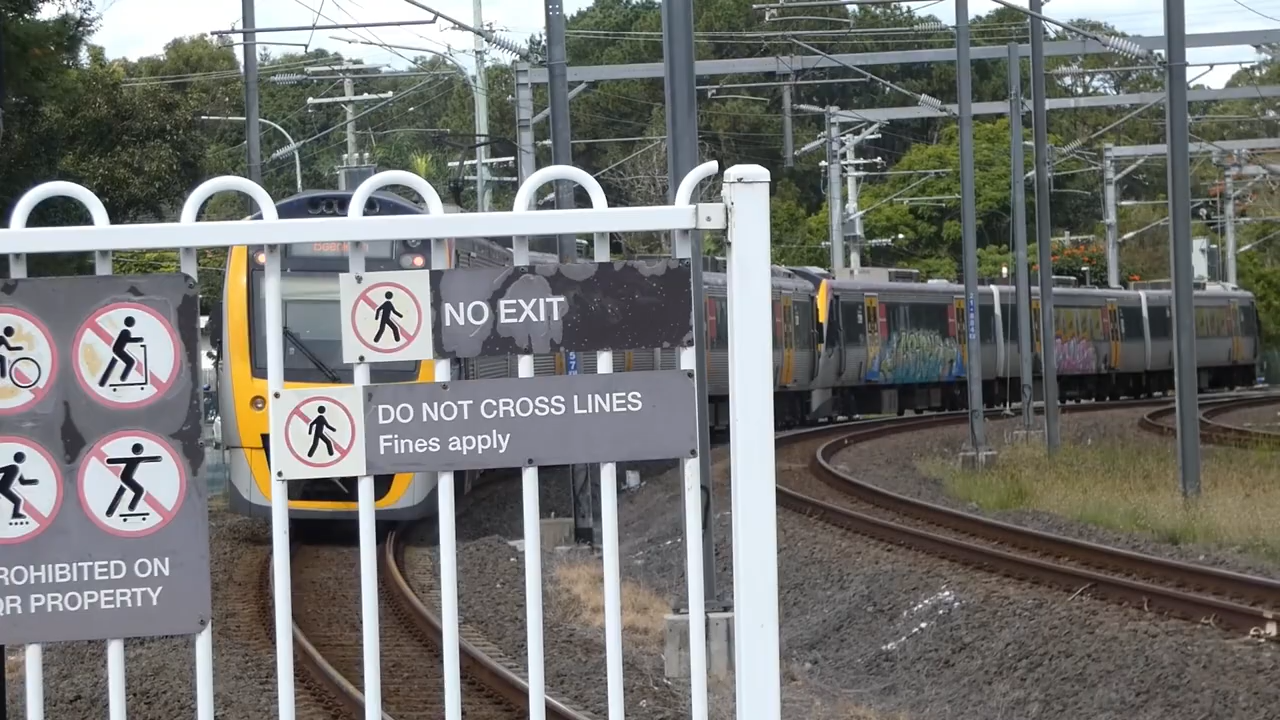 NO EXIT
DO NOT CROSS LINES
Fines apply
ROHIBITED ON
QR PROPERTY